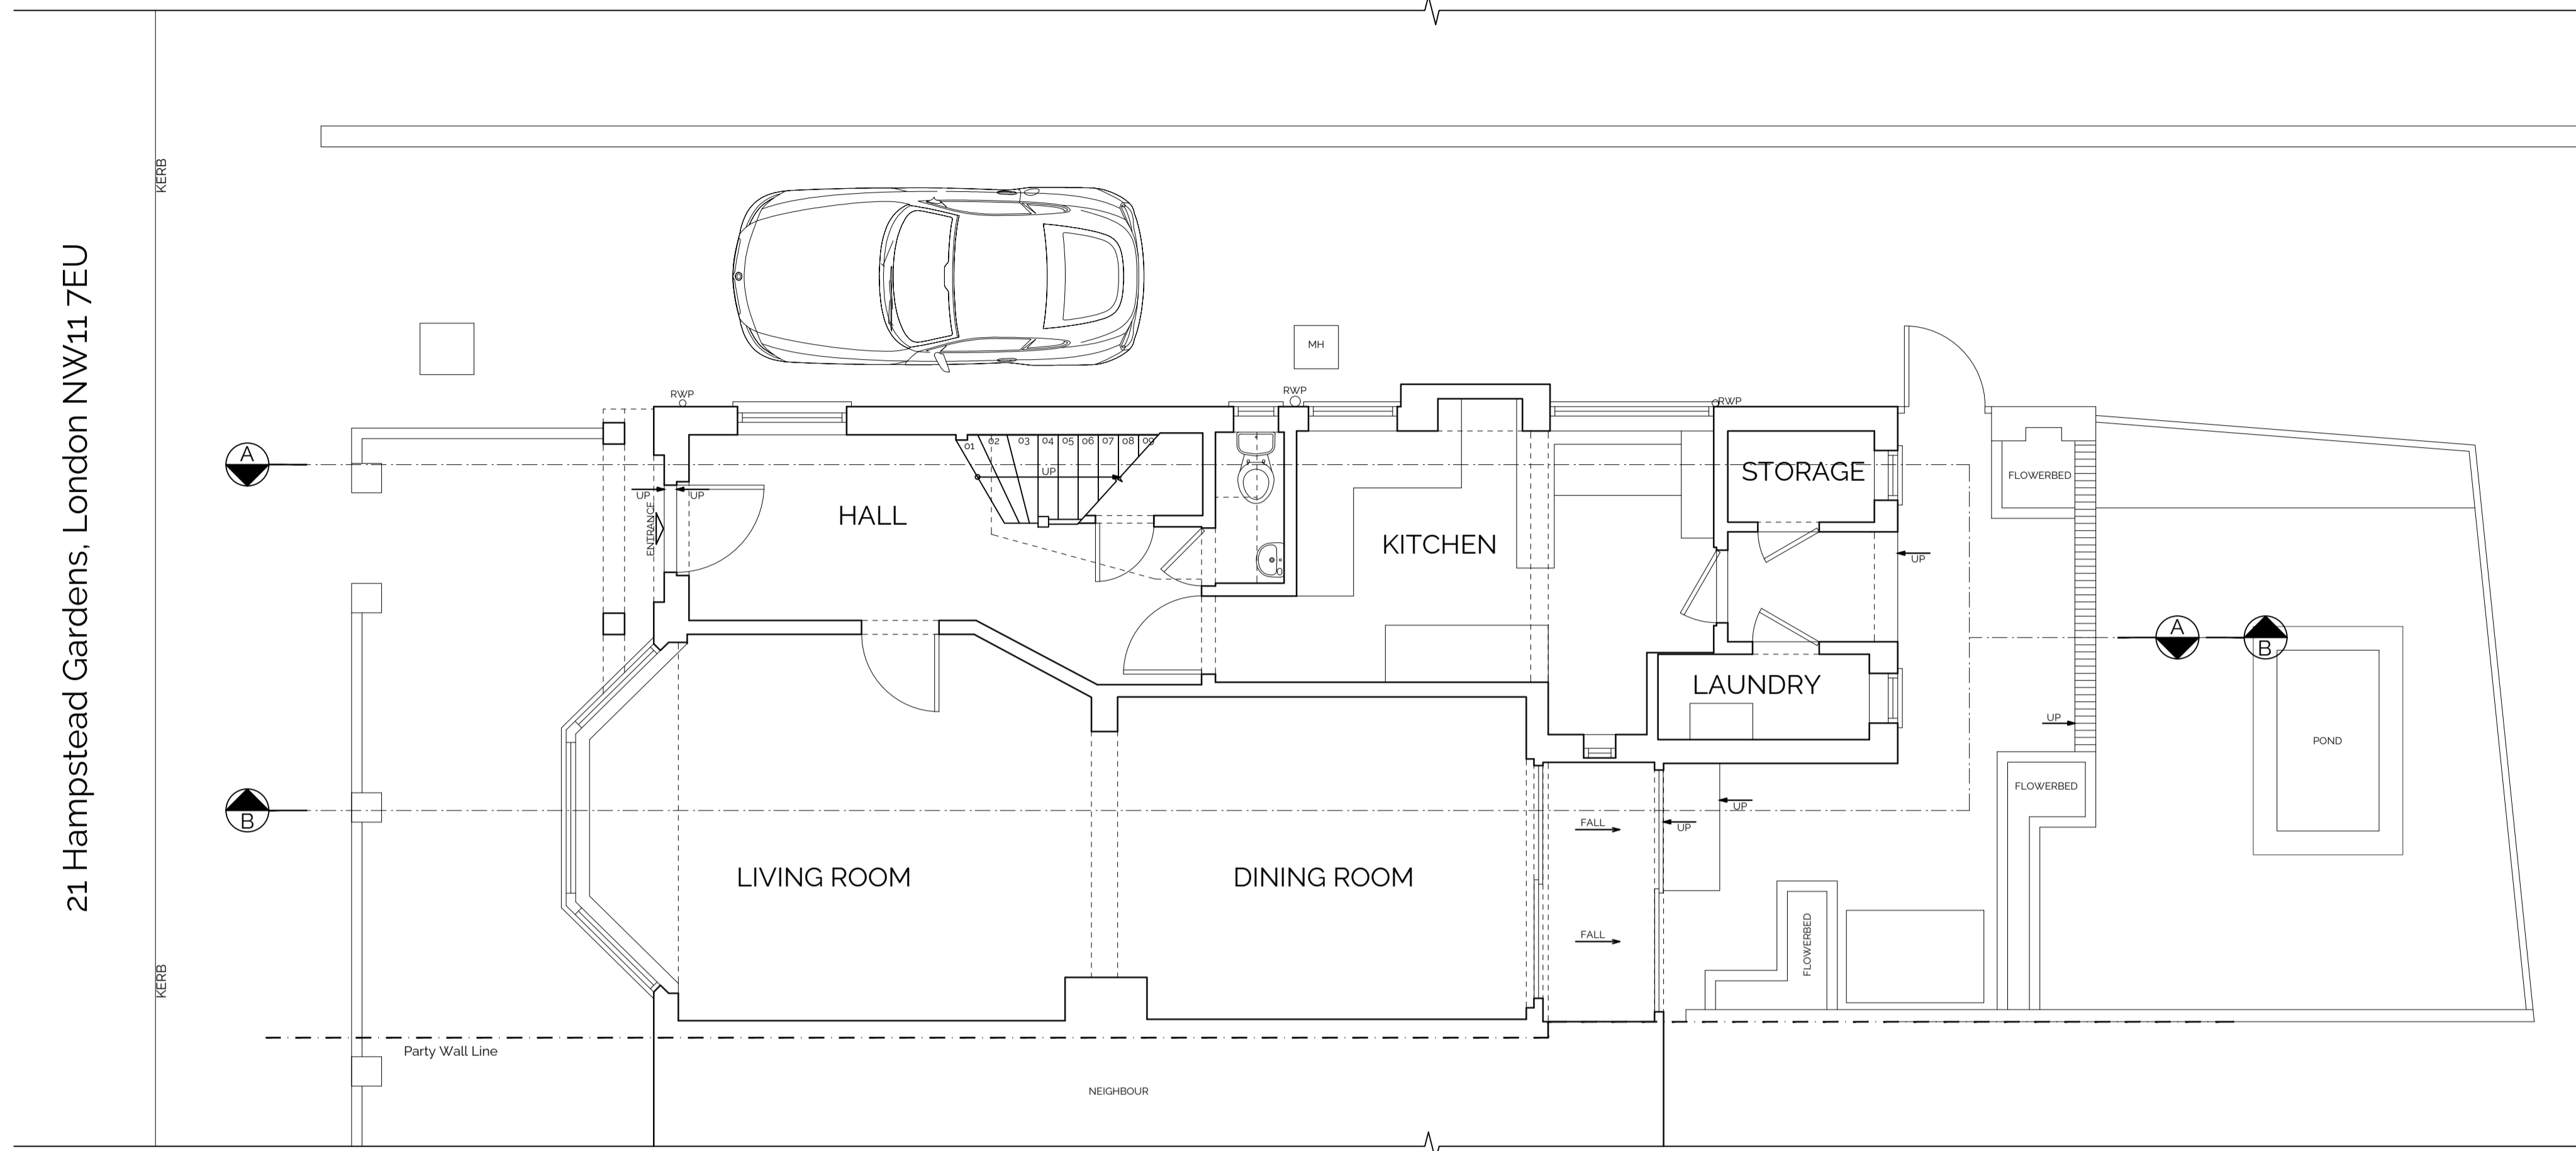 21 Hampstead Gardens, London NW11 7EU
KERB
KERB
MH
RWP
RWP
RWP
A
B
UP
UP
ENTRANCE
HALL
01
02
03
04
05
06
07
08
09
UP
KITCHEN
STORAGE
LAUNDRY
UP
FLOWERBED
A
B
UP
POND
FLOWERBED
UP
UP
FALL
FALL
LIVING ROOM
DINING ROOM
FLOWERBED
Party Wall Line
NEIGHBOUR